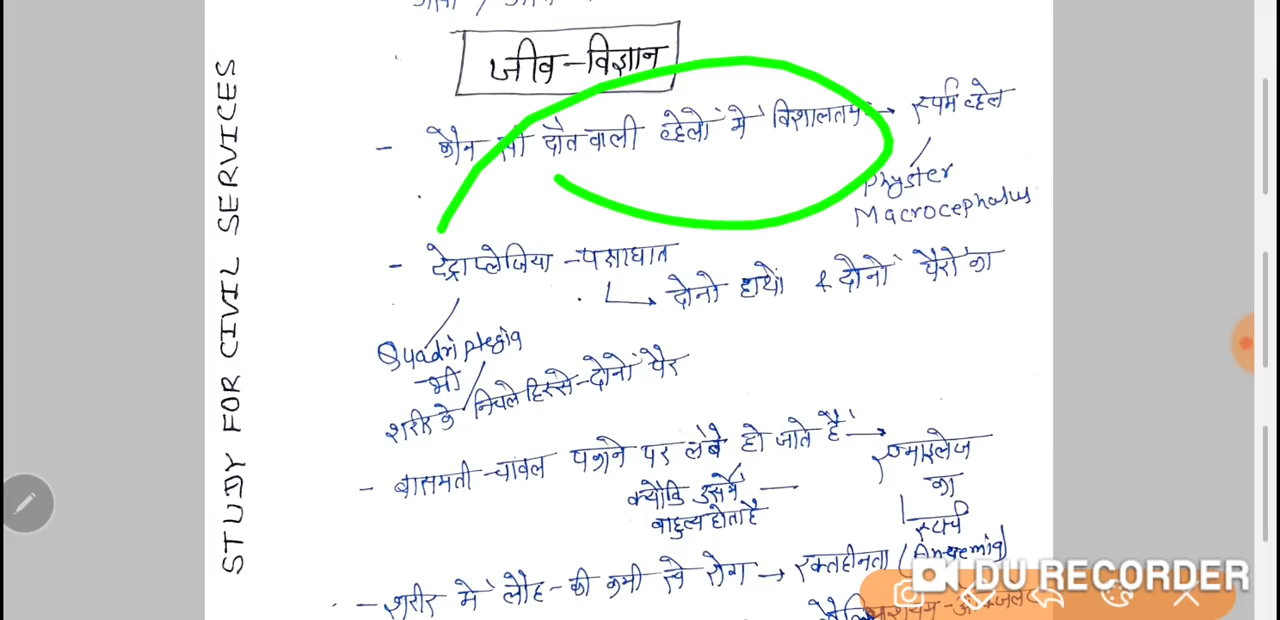 STUDY FOR CIVIL SERVICES
जीव-विज्ञान
- कौन सी दाँत वाली व्हेलों में विशालतम → स्पर्म व्हेल
Physter
Macrocephalus
- टेट्राप्लेजिया - पक्षाघात
→ दोनो हाथों & दोनों पैरो का
Quadriplegia
- भी
शरीर के निचले हिस्से - दोनों पैर
- बासमती - चावल पकाने पर लंबे हो जाते है →
क्योंकि उसमें —
बाहुल्य होता है
एमाइलेज
का
- शरीर में लौह - की कमी से रोग → रक्तहीनता (Anaemia)
DU RECORDER